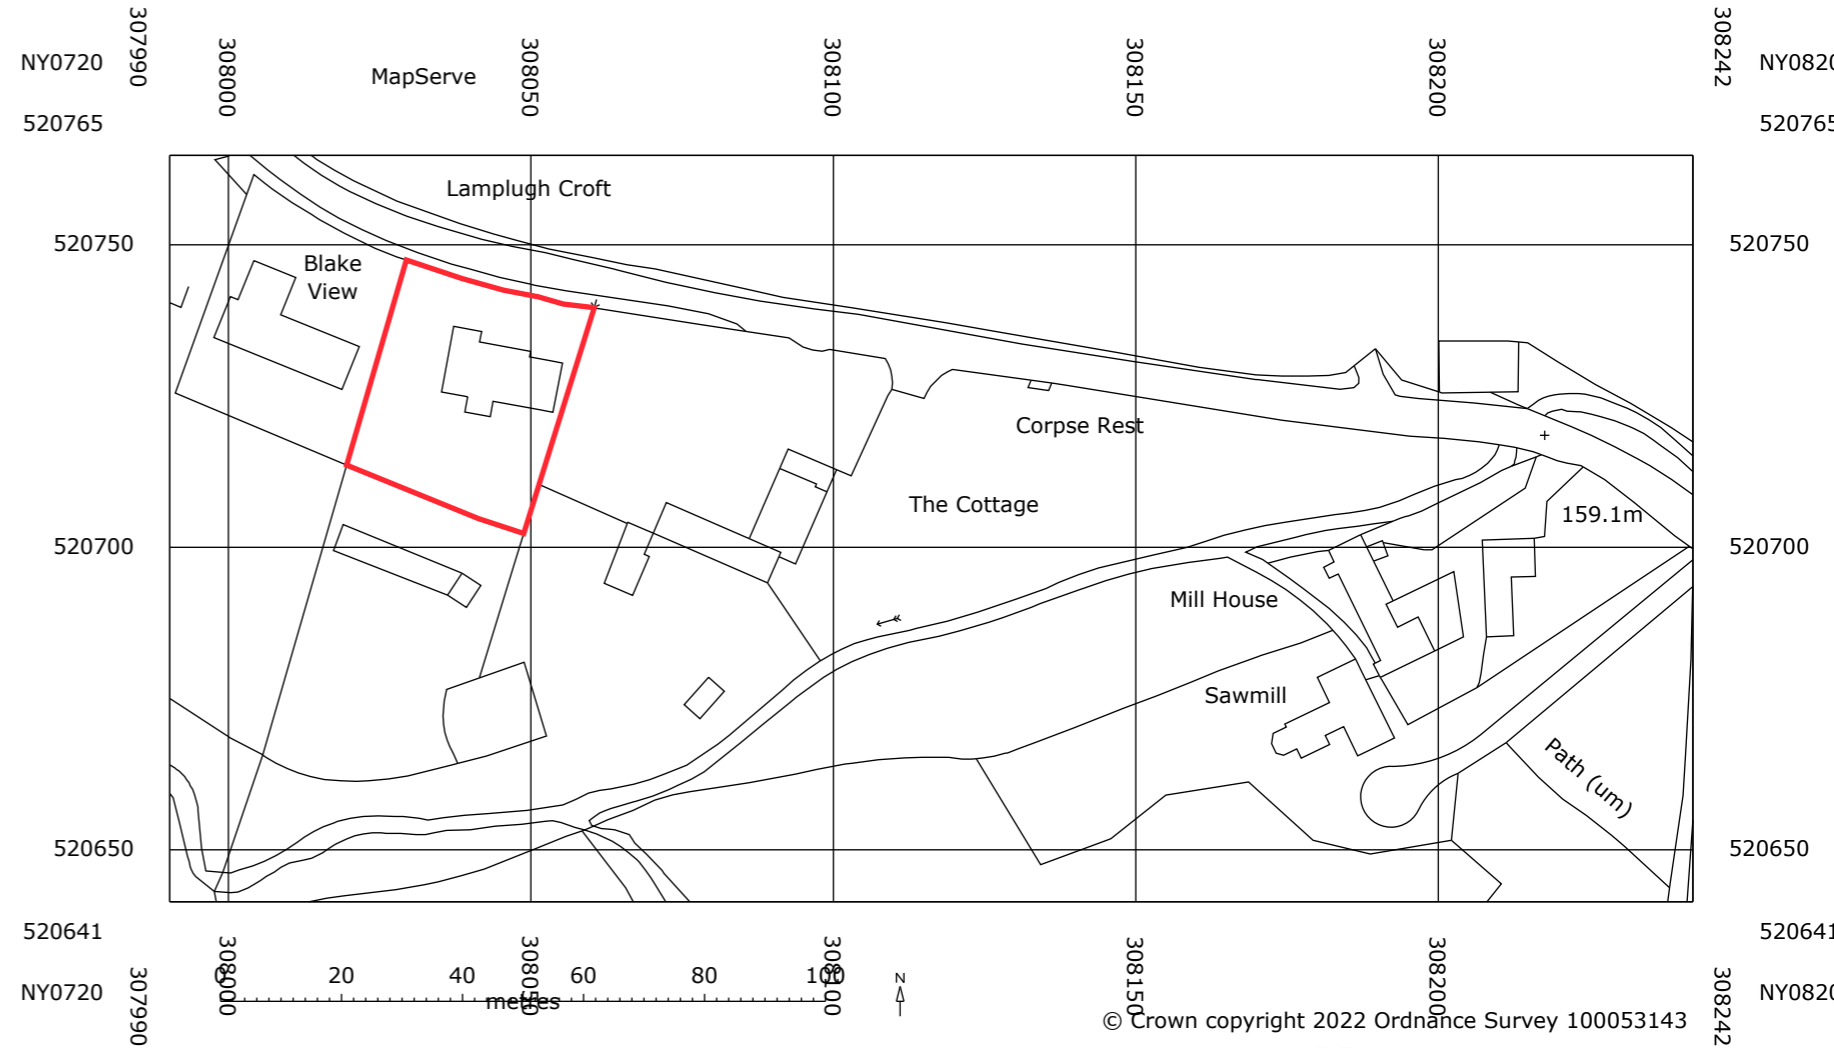 307990
308000
308050
308100
308150
308200
308242
NY0720
MapServe
NY0820
520765
520765
Lamplugh Croft
520750
520750
Blake
View
Corpse Rest
The Cottage
159.1m
520700
520700
Mill House
Sawmill
Path (um)
520650
520650
520641
520641
308000
308050
308100
308150
308200
0
20
40
60
80
100
N
NY0720
307990
metres
308242
NY0820
© Crown copyright 2022 Ordnance Survey 100053143